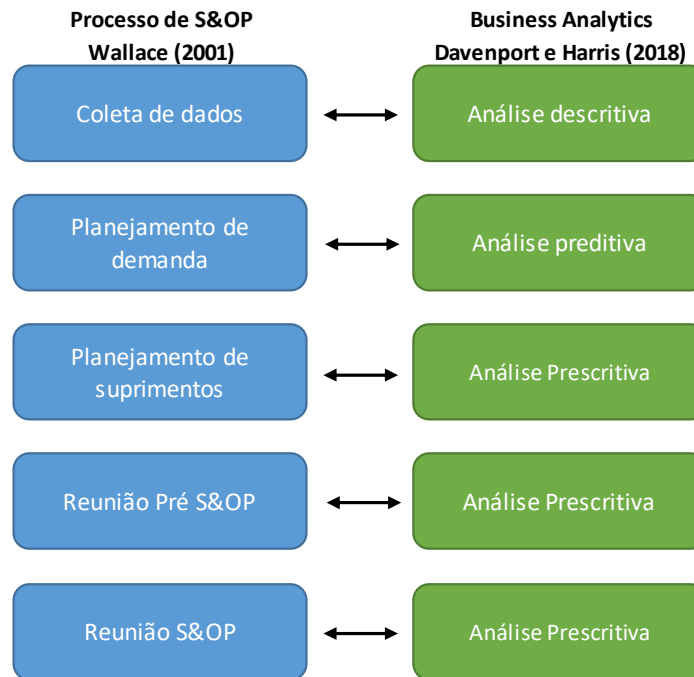 Processo de S&OP
Wallace (2001)
Business Analytics
Davenport e Harris (2018)
Coleta de dados
Análise descritiva
Planejamento de
demanda
Análise preditiva
Planejamento de
suprimentos
Análise Prescritiva
Reunião Pré S&OP
Análise Prescritiva
Reunião S&OP
Análise Prescritiva